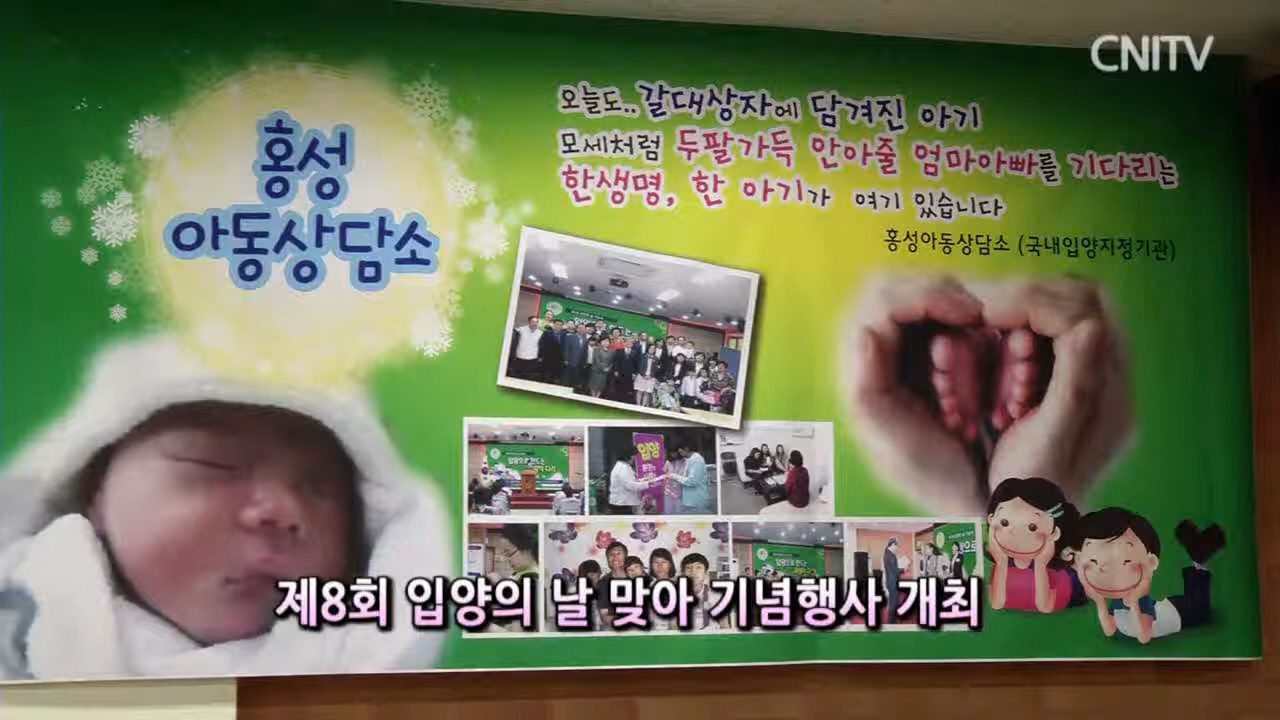 CNITV
홍성
아동상담소
오늘도..갈대상자에 담겨진 아기
모세처럼 두팔가득 안아줄 엄마아빠를 기다리는
한생명, 한 아기가 여기 있습니다
홍성아동상담소 (국내입양지정기관)
입양
제8회 입양의 날 맞아 기념행사 개최